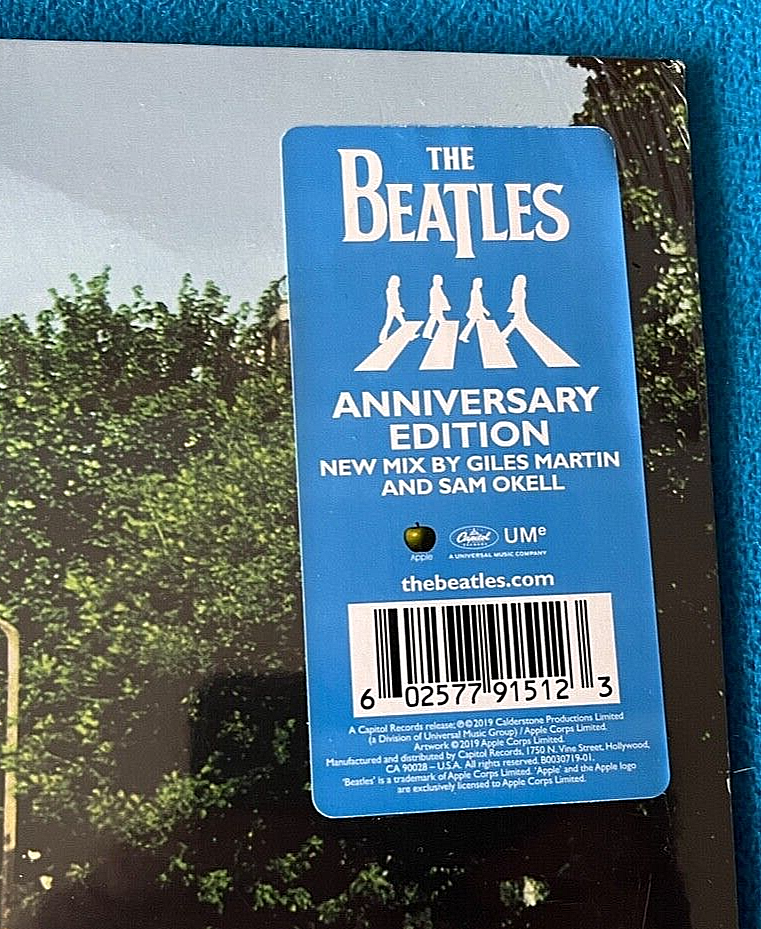 THE
BEATLES
ANNIVERSARY
EDITION
NEW MIX BY GILES MARTIN
AND SAM OKELL
Apple
Capitol
RECORDS
UMe
A UNIVERSAL MUSIC COMPANY
thebeatles.com
6 02577 91512 3
A Capitol Records release; ℗©2019 Calderstone Productions Limited
(a Division of Universal Music Group) / Apple Corps Limited.
Artwork ©2019 Apple Corps Limited.
Manufactured and distributed by Capitol Records, 1750 N. Vine Street, Hollywood,
CA 90028 – U.S.A. All rights reserved. B0030719-01.
'Beatles' is a trademark of Apple Corps Limited. 'Apple' and the Apple logo
are exclusively licensed to Apple Corps Limited.